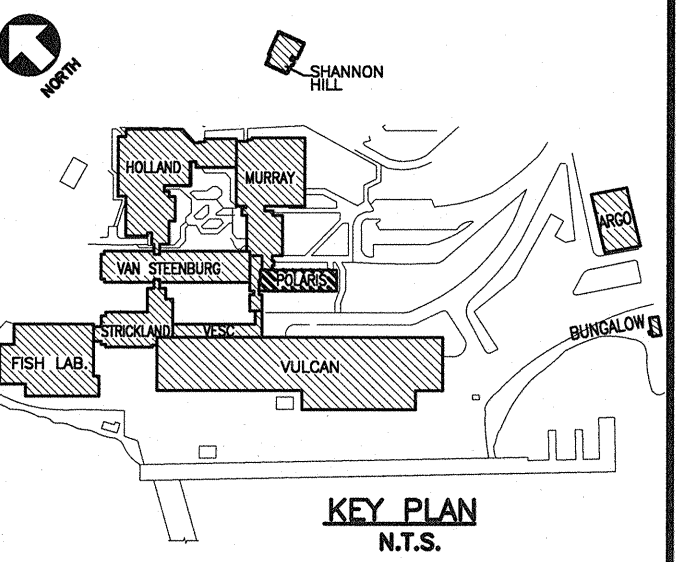 NORTH
SHANNON
HILL
HOLLAND
MURRAY
ARGO
VAN STEENBURG
POLARIS
STRICKLAND
VESC.
BUNGALOW
FISH LAB.
VULCAN
KEY PLAN
N.T.S.